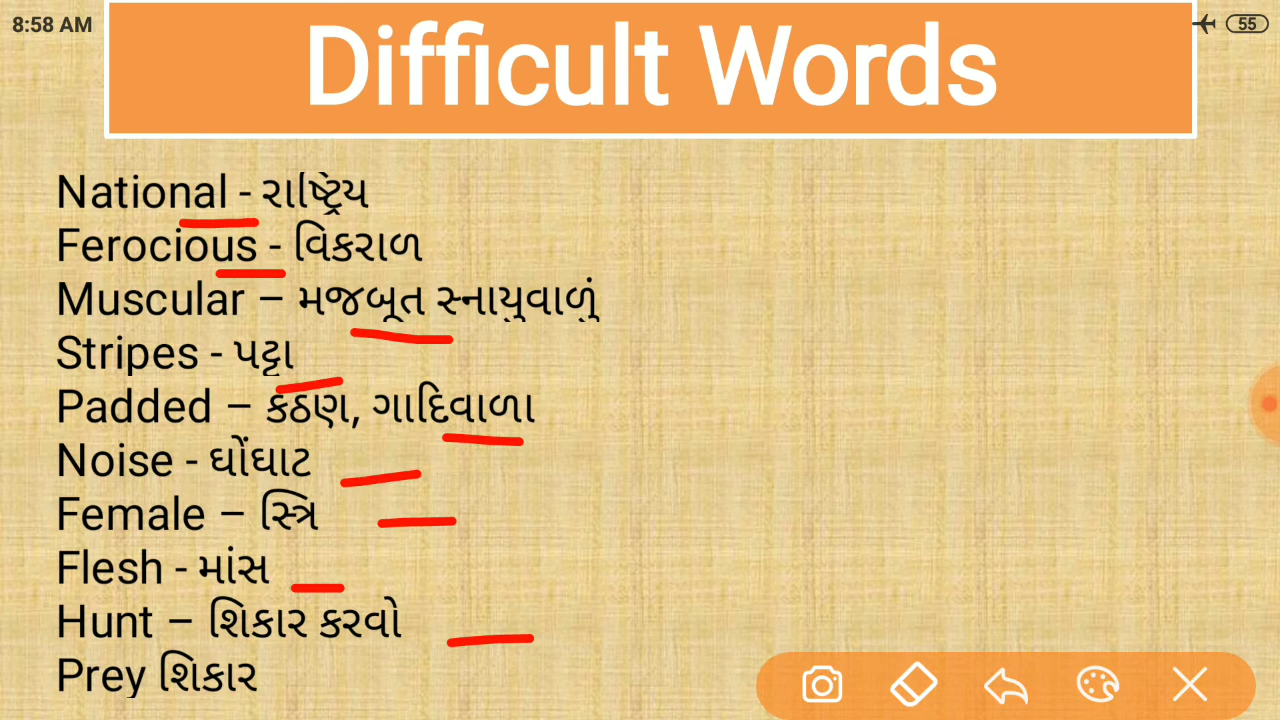 8:58 AM
55
Difficult Words
National - રાષ્ટ્રિય
Ferocious - વિકરાળ
Muscular – મજબૂત સ્નાયુવાળું
Stripes - પટ્ટા
Padded – કઠણ, ગાદિવાળા
Noise - ઘોંઘાટ
Female – સ્ત્રિ
Flesh - માંસ
Hunt – શિકાર કરવો
Prey શિકાર